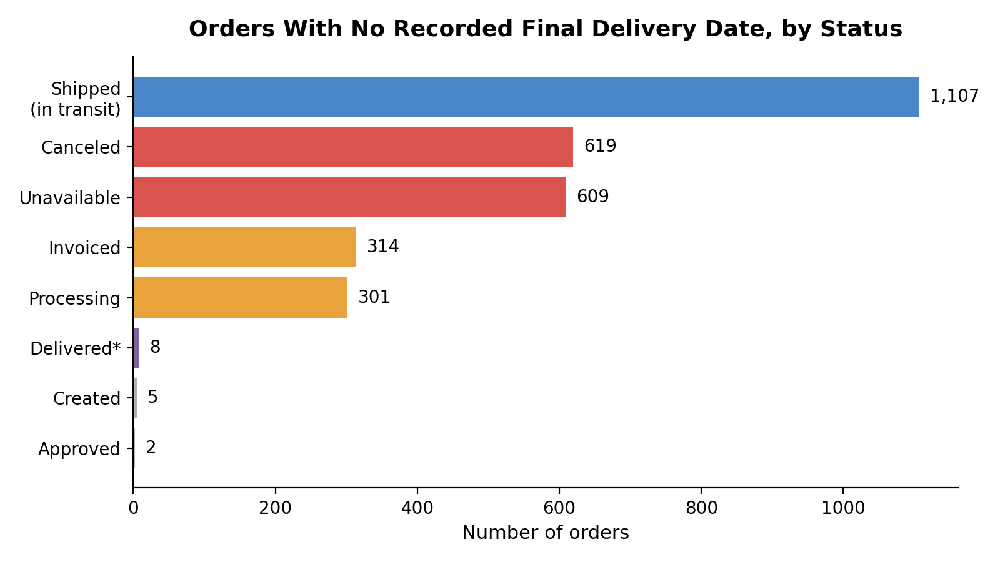 Orders With No Recorded Final Delivery Date, by Status
Shipped
(in transit)
1,107
Canceled
619
Unavailable
609
Invoiced
314
Processing
301
Delivered*
8
Created
5
Approved
2
0 200 400 600 800 1000
Number of orders